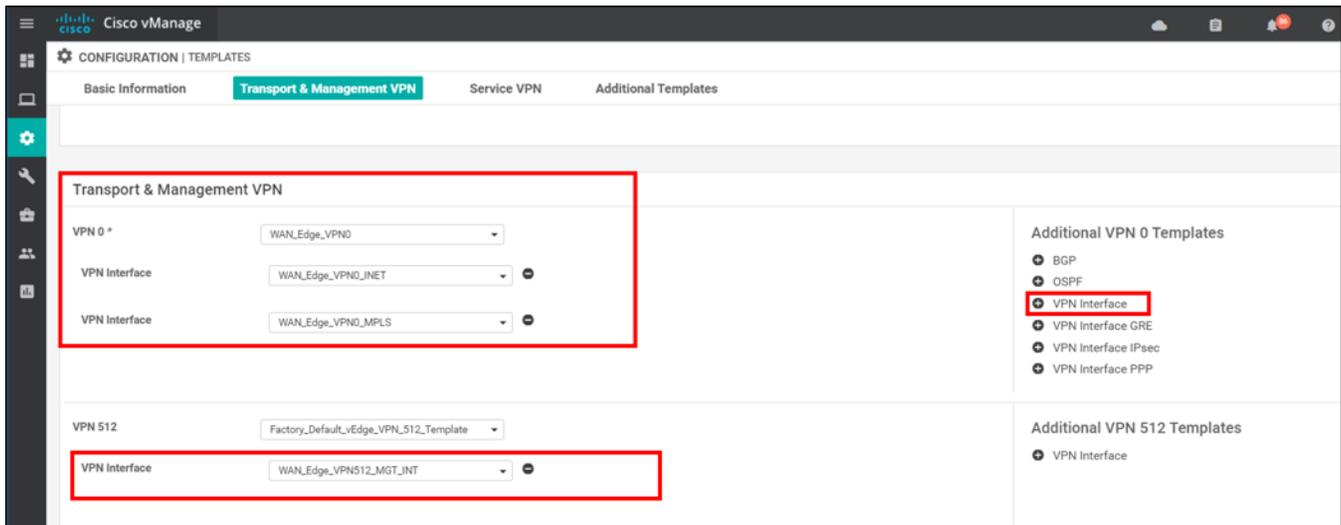 CISCO Cisco vManage 86
CONFIGURATION | TEMPLATES
Basic Information Transport & Management VPN Service VPN Additional Templates
Transport & Management VPN
VPN 0 * WAN_Edge_VPN0
VPN Interface WAN_Edge_VPN0_INET
VPN Interface WAN_Edge_VPN0_MPLS
Additional VPN 0 Templates
BGP
OSPF
VPN Interface
VPN Interface GRE
VPN Interface IPsec
VPN Interface PPP
VPN 512 Factory_Default_vEdge_VPN_512_Template
VPN Interface WAN_Edge_VPN512_MGT_INT
Additional VPN 512 Templates
VPN Interface